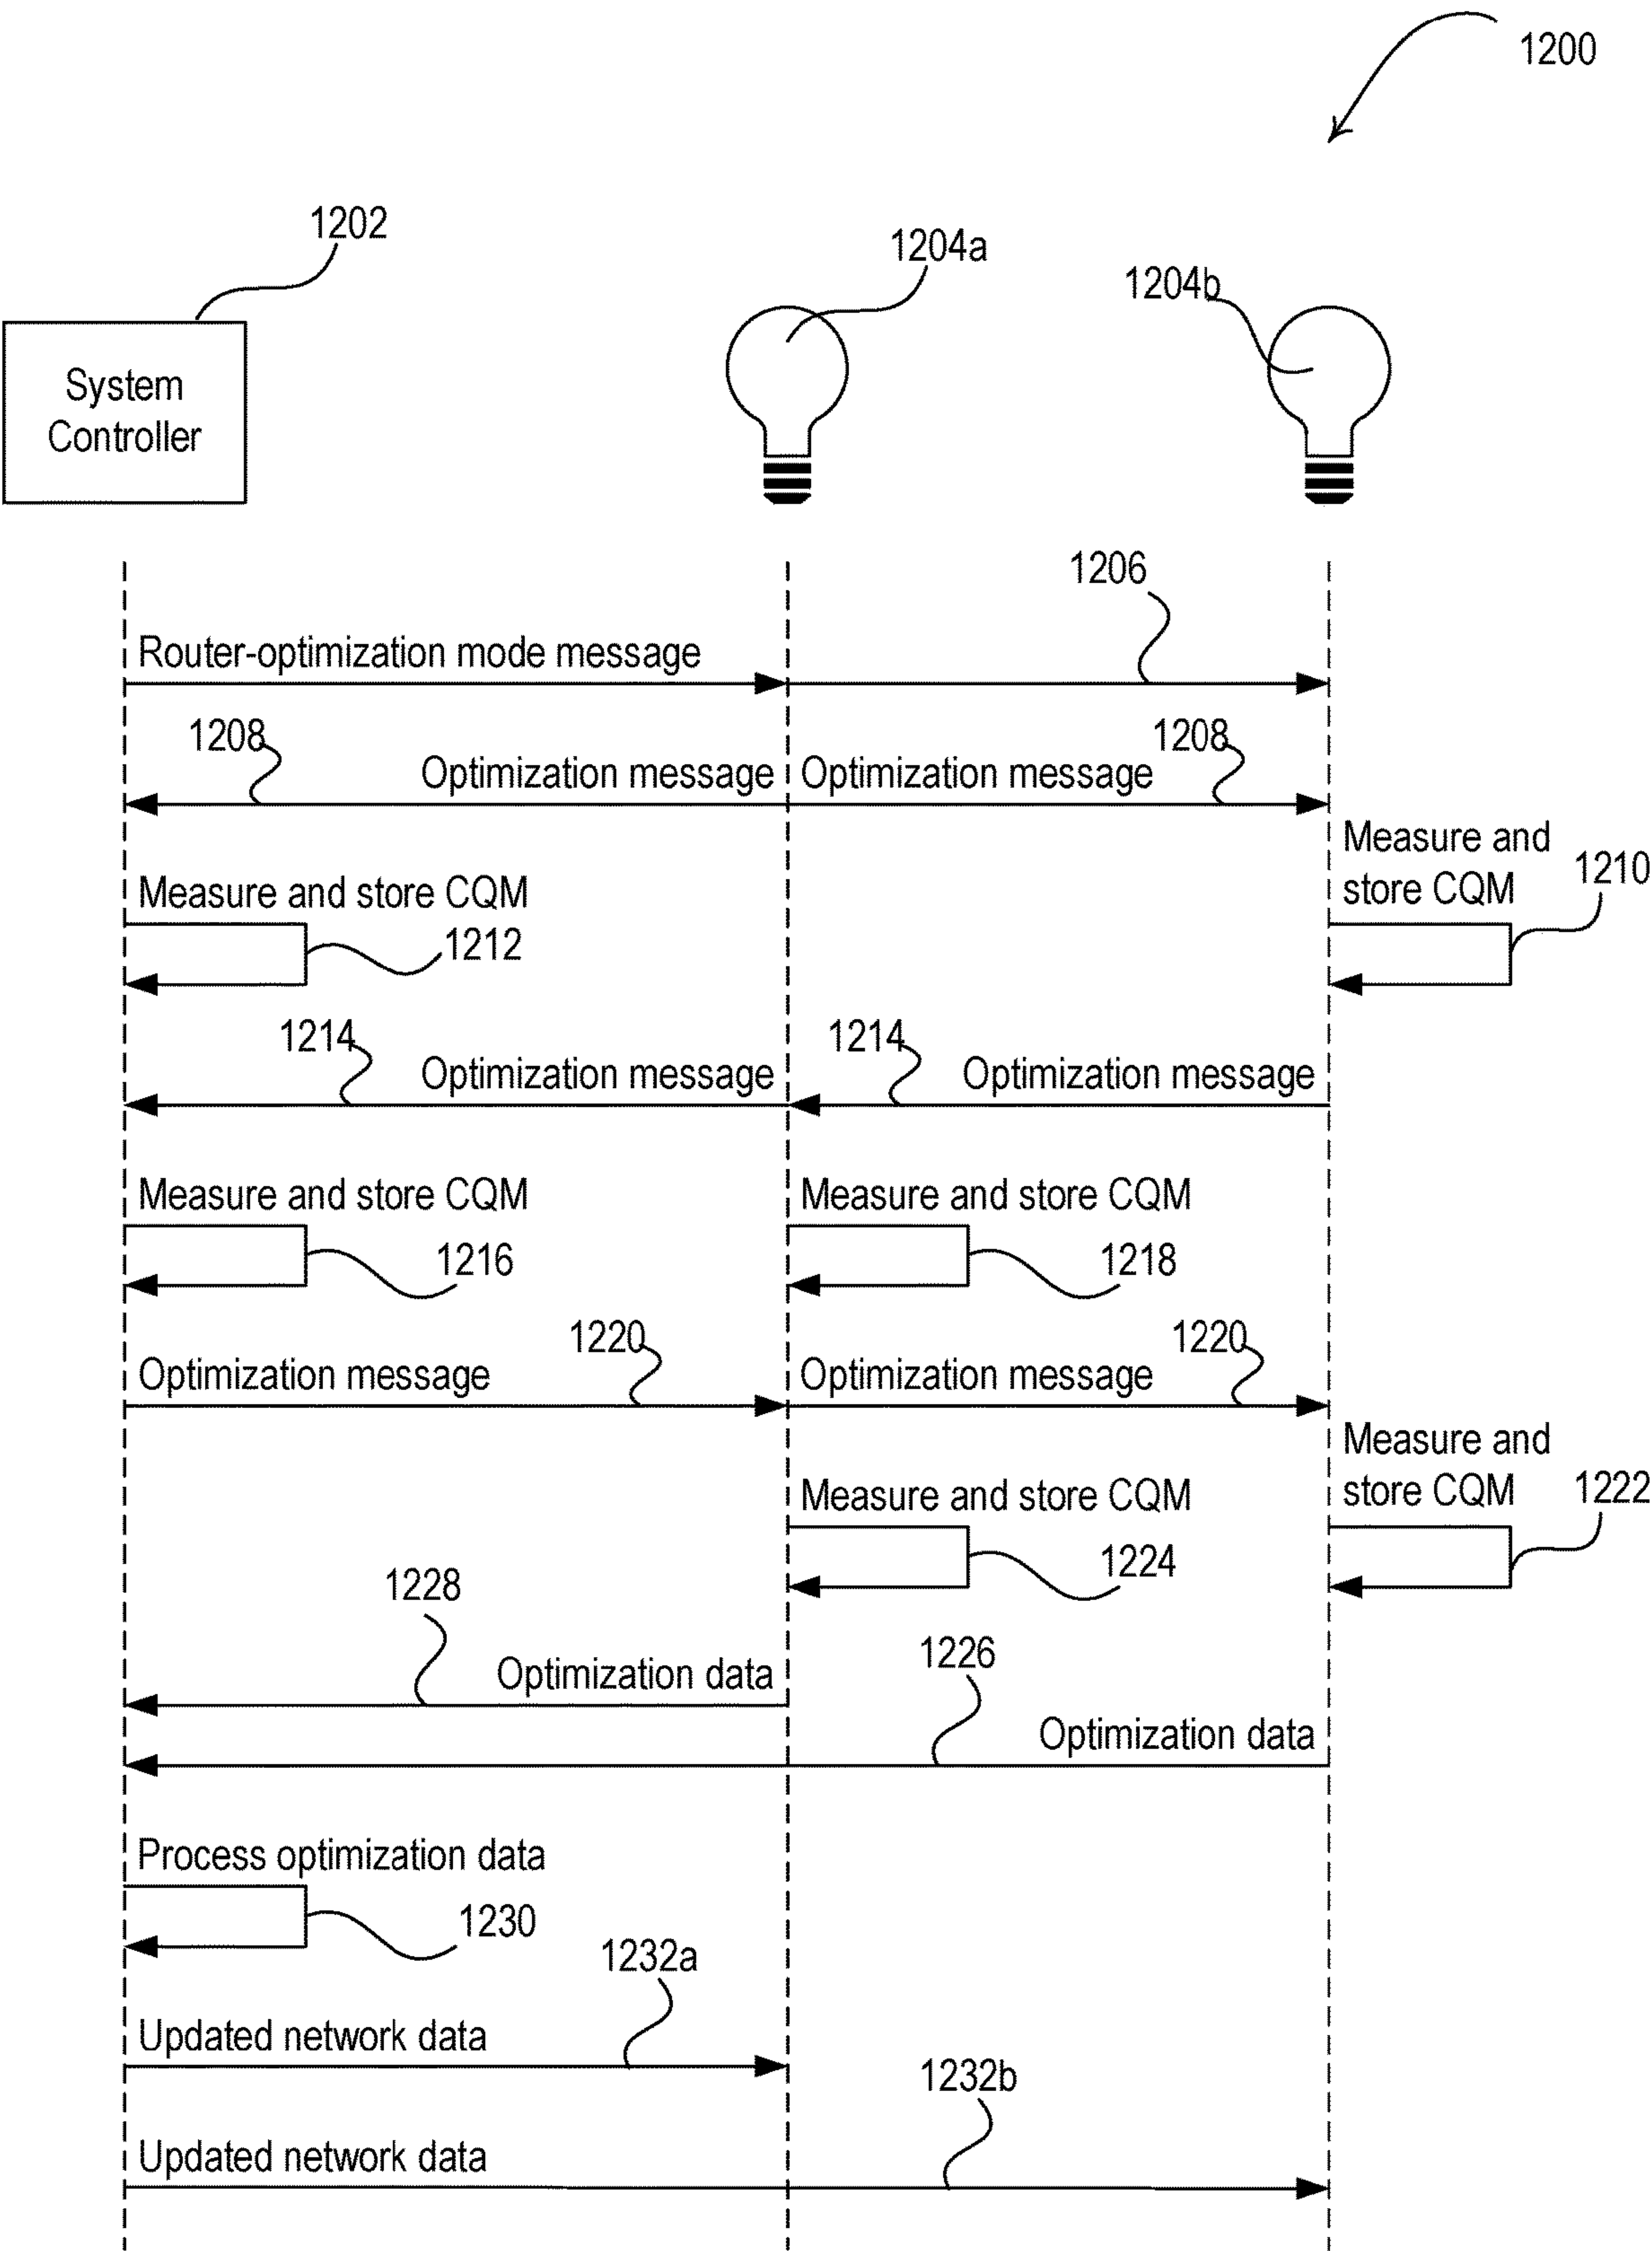 1200
1202
1204a
1204b
System
Controller
1206
Router-optimization mode message
1208
1208
Optimization message
Optimization message
Measure and
store CQM
1210
Measure and store CQM
1212
1214
1214
Optimization message
Optimization message
Measure and store CQM
Measure and store CQM
1216
1218
1220
1220
Optimization message
Optimization message
Measure and
store CQM
1222
Measure and store CQM
1224
1228
1226
Optimization data
Optimization data
Process optimization data
1230
1232a
Updated network data
1232b
Updated network data